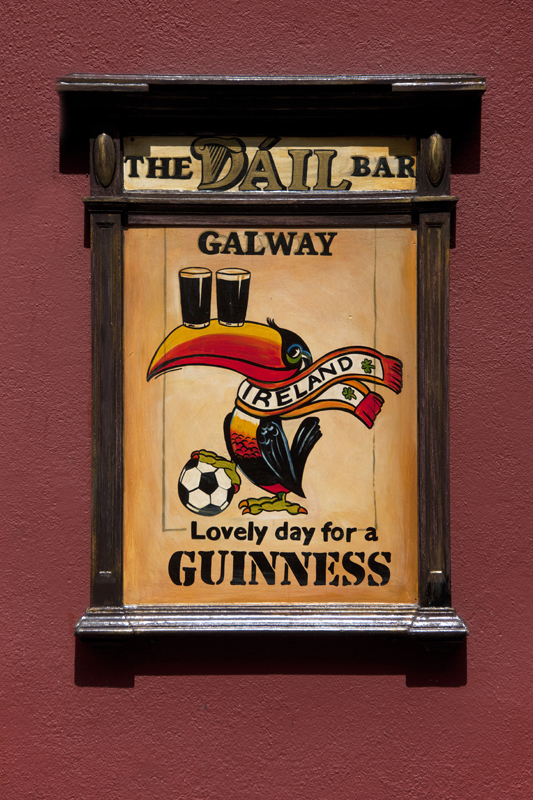 THE DÁIL BAR
GALWAY
IRELAND
Lovely day for a
GUINNESS